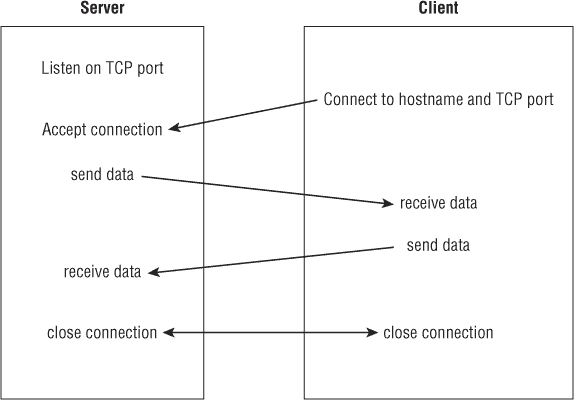 Server
Client
Listen on TCP port
Connect to hostname and TCP port
Accept connection
send data
receive data
send data
receive data
close connection
close connection